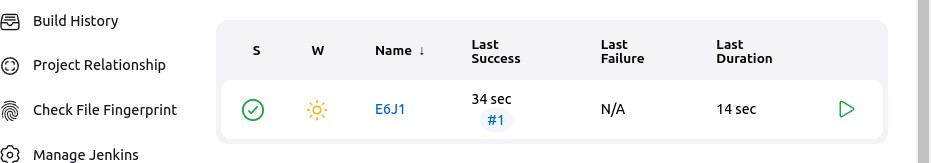 Build History
Project Relationship
Check File Fingerprint
Manage Jenkins
S W Name ↓ Last Success Last Failure Last Duration
E6J1 34 sec #1 N/A 14 sec